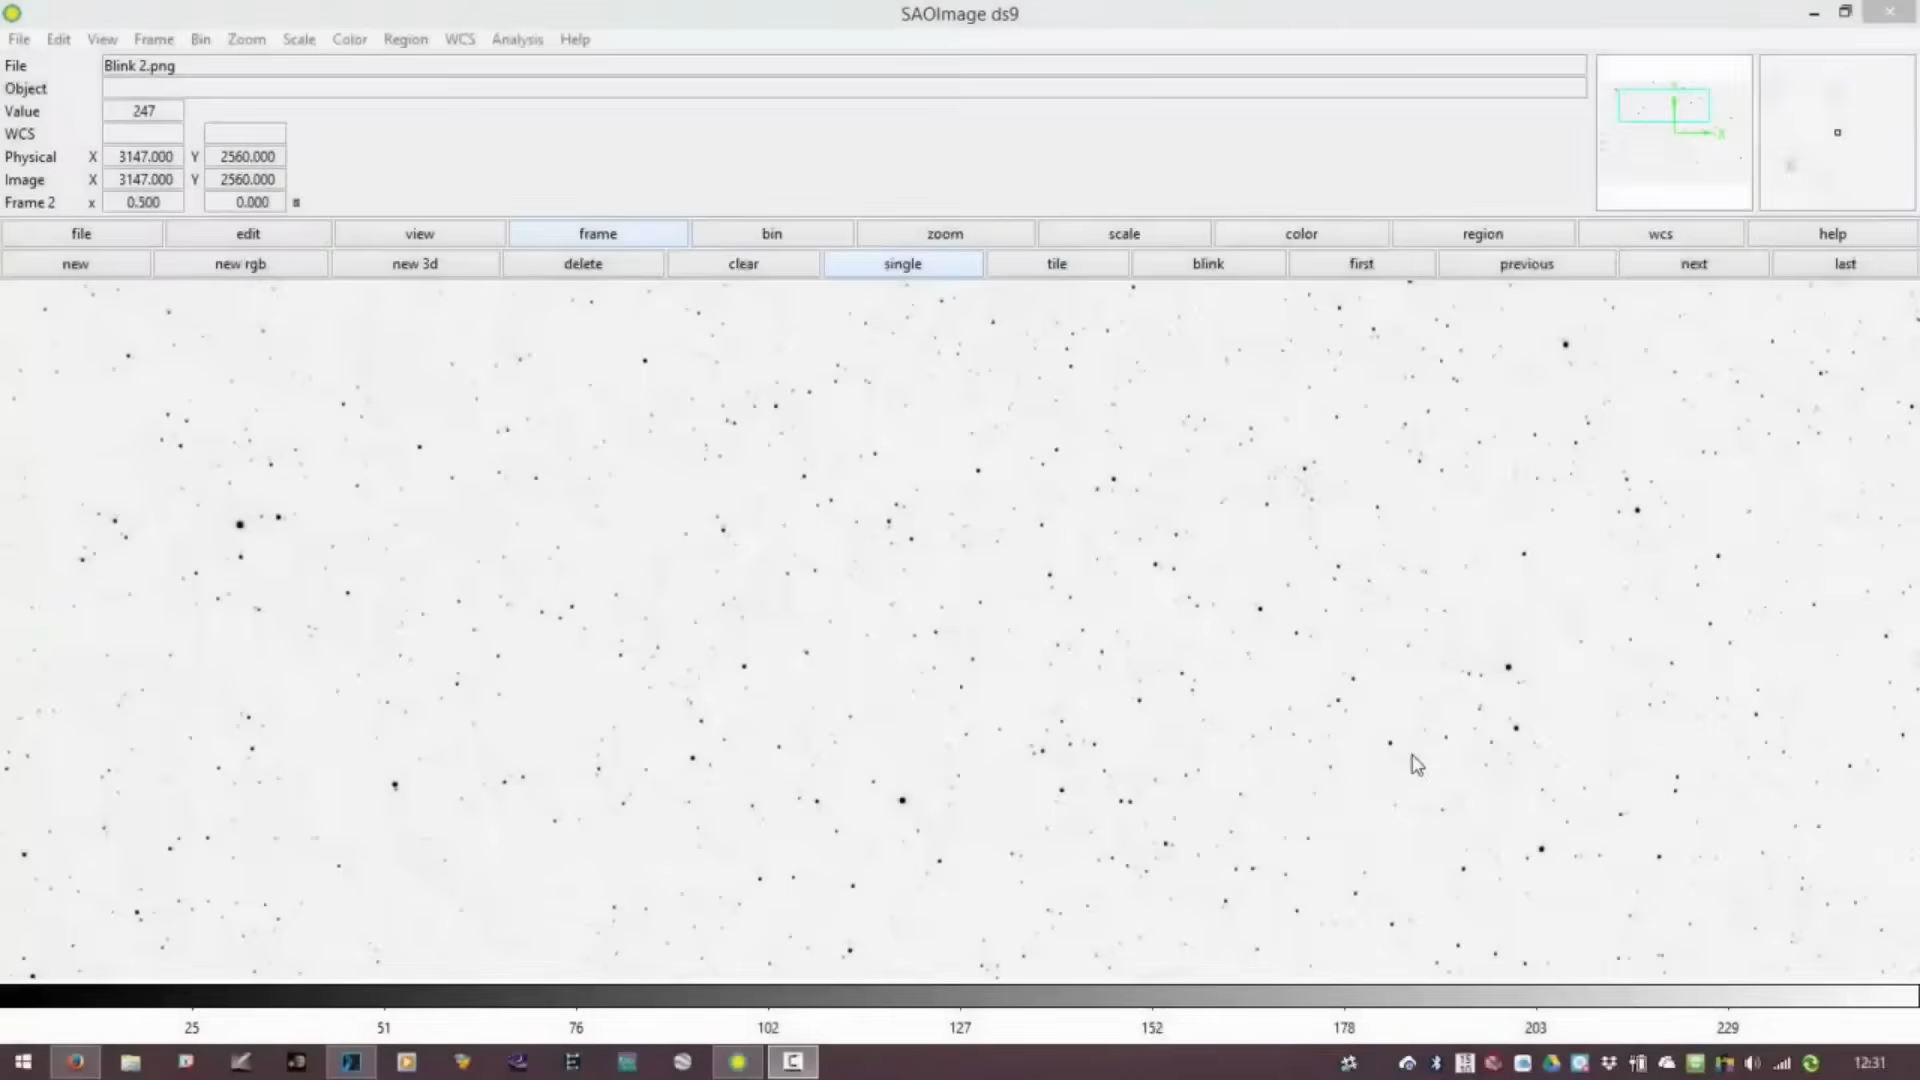 SAOImage ds9
File Edit View Frame Bin Zoom Scale Color Region WCS Analysis Help
File Blink 2.png
Object
Value 247
WCS
Physical X 3147.000 Y 2560.000
Image X 3147.000 Y 2560.000
Frame 2 x 0.500 0.000
file edit view frame bin zoom scale color region wcs help
new new rgb new 3d delete clear single tile blink first previous next last
25 51 76 102 127 152 178 203 229
12:31